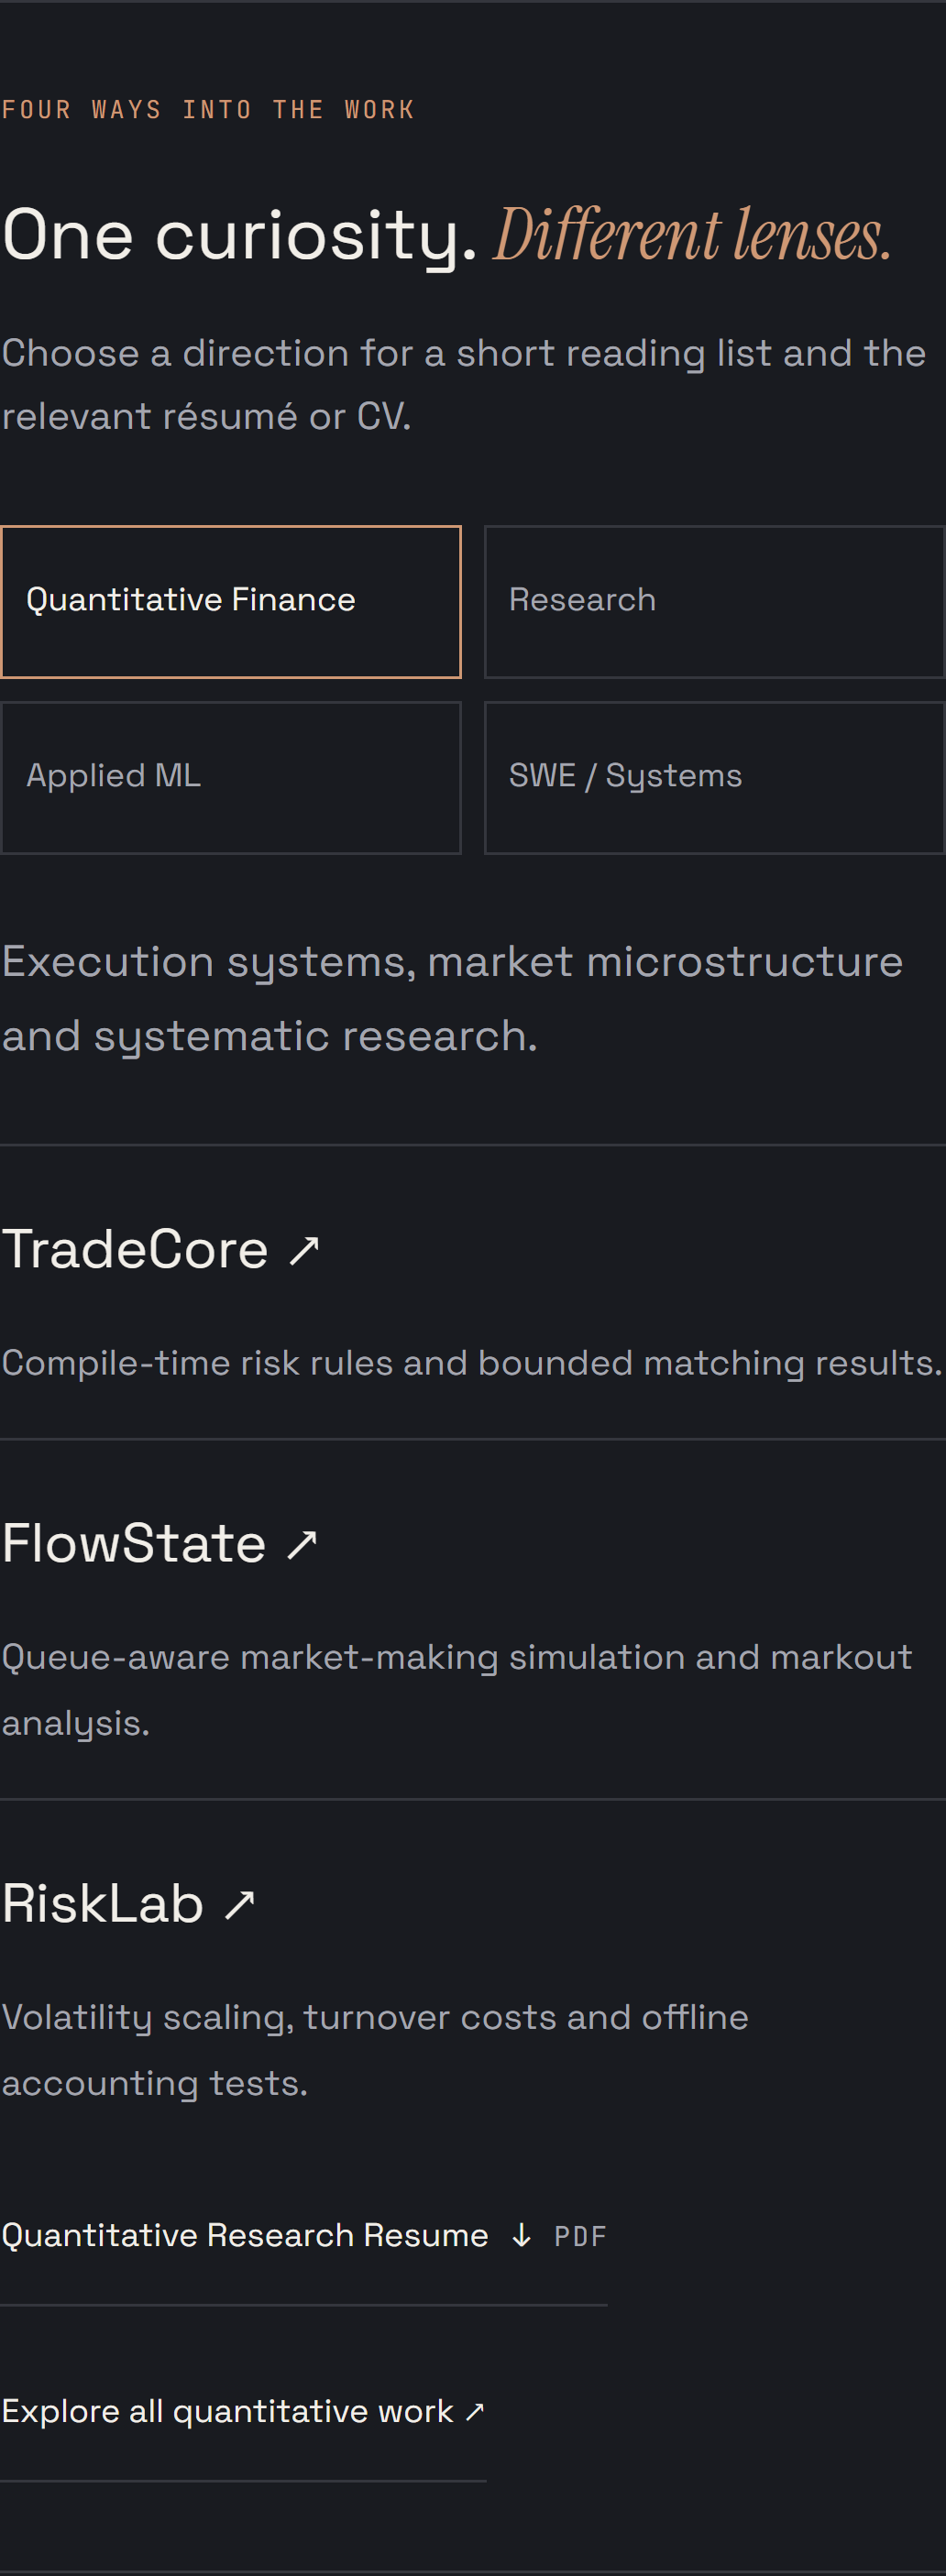 FOUR WAYS INTO THE WORK
One curiosity. Different lenses.
Choose a direction for a short reading list and the
relevant résumé or CV.
Quantitative Finance
Research
Applied ML
SWE / Systems
Execution systems, market microstructure
and systematic research.
TradeCore ↗
Compile-time risk rules and bounded matching results.
FlowState ↗
Queue-aware market-making simulation and markout
analysis.
RiskLab ↗
Volatility scaling, turnover costs and offline
accounting tests.
Quantitative Research Resume ↓ PDF
Explore all quantitative work ↗